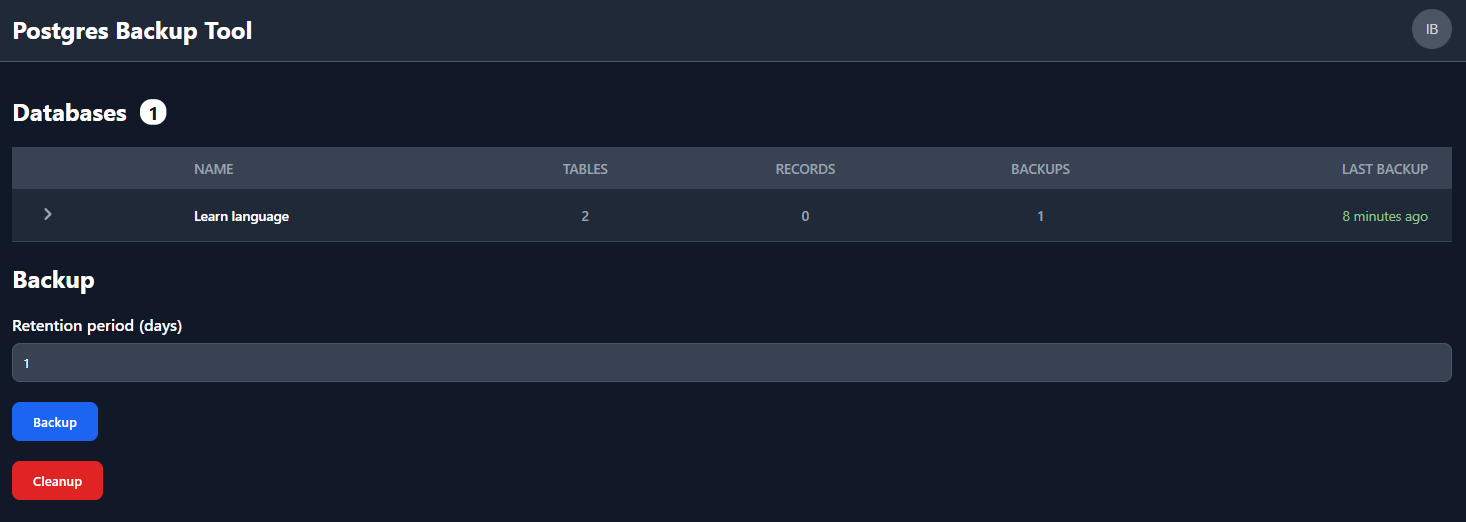 Postgres Backup Tool IB
Databases 1
NAME TABLES RECORDS BACKUPS LAST BACKUP
Learn language 2 0 1 8 minutes ago
Backup
Retention period (days)
1
Backup
Cleanup